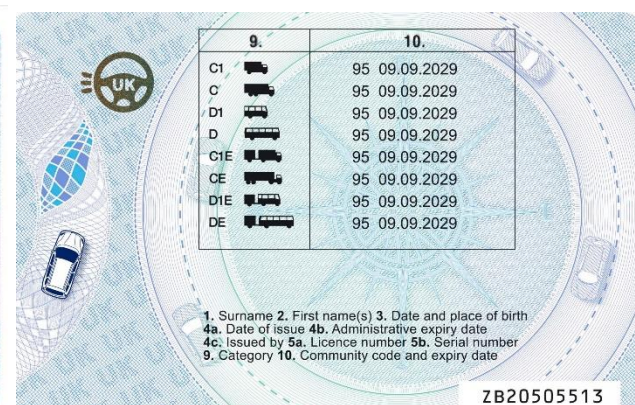 UK
9. 10.
C1 95 09.09.2029
C 95 09.09.2029
D1 95 09.09.2029
D 95 09.09.2029
C1E 95 09.09.2029
CE 95 09.09.2029
D1E 95 09.09.2029
DE 95 09.09.2029
1. Surname 2. First name(s) 3. Date and place of birth
4a. Date of issue 4b. Administrative expiry date
4c. Issued by 5a. Licence number 5b. Serial number
9. Category 10. Community code and expiry date
ZB20505513